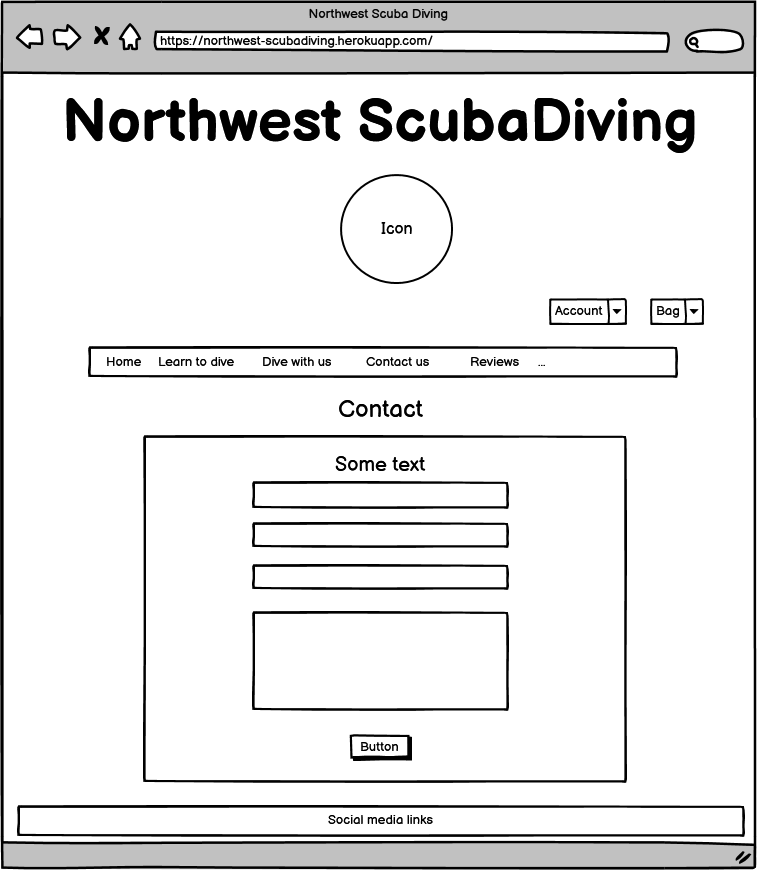 Northwest Scuba Diving
https://northwest-scubadiving.herokuapp.com/
Northwest ScubaDiving
Icon
Account Bag
Home Learn to dive Dive with us Contact us Reviews ...
Contact
Some text
Button
Social media links